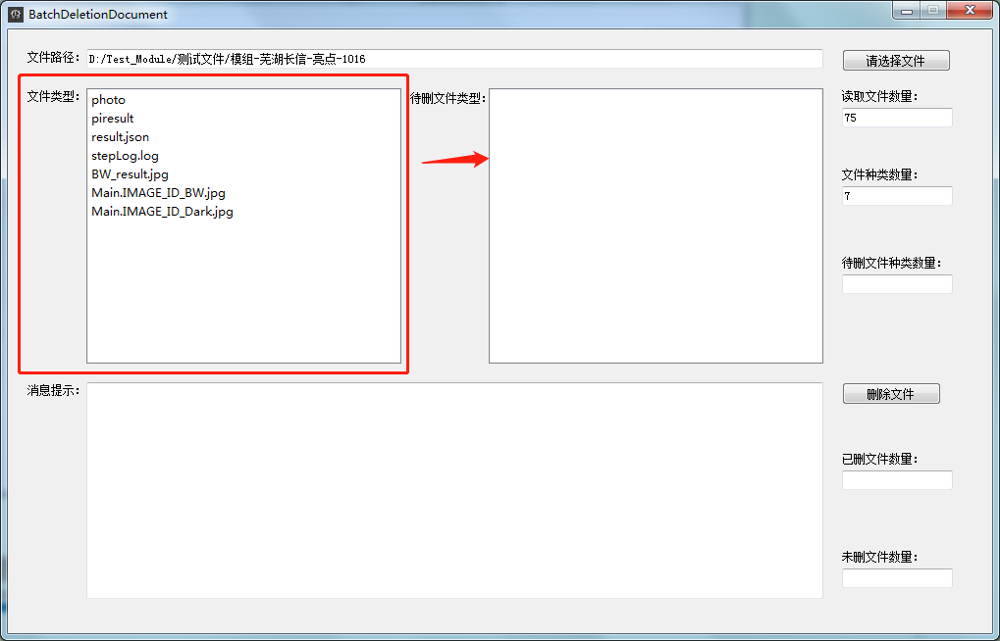 BatchDeletionDocument
文件路径： D:/Test_Module/测试文件/模组-芜湖长信-亮点-1016
请选择文件
文件类型：
photo
piresult
result.json
stepLog.log
BW_result.jpg
Main.IMAGE_ID_BW.jpg
Main.IMAGE_ID_Dark.jpg
待删文件类型：
读取文件数量：
75
文件种类数量：
7
待删文件种类数量：
消息提示：
删除文件
已删文件数量：
未删文件数量：